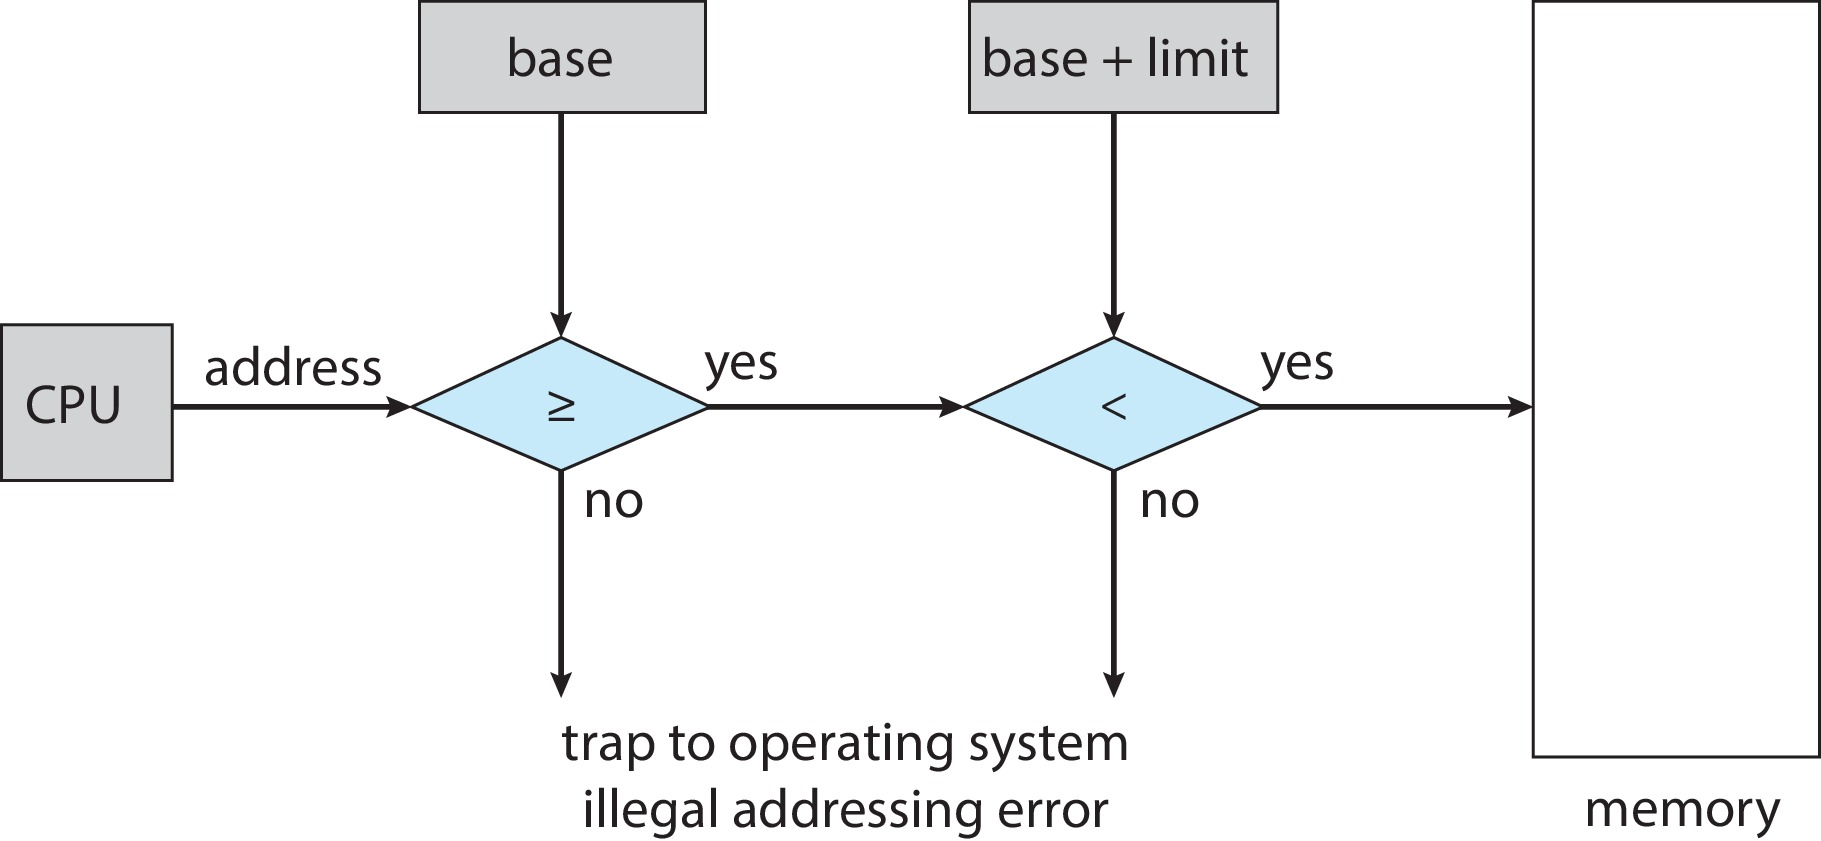 base
base + limit
CPU
address
≥
yes
<
yes
no
no
trap to operating system
illegal addressing error
memory